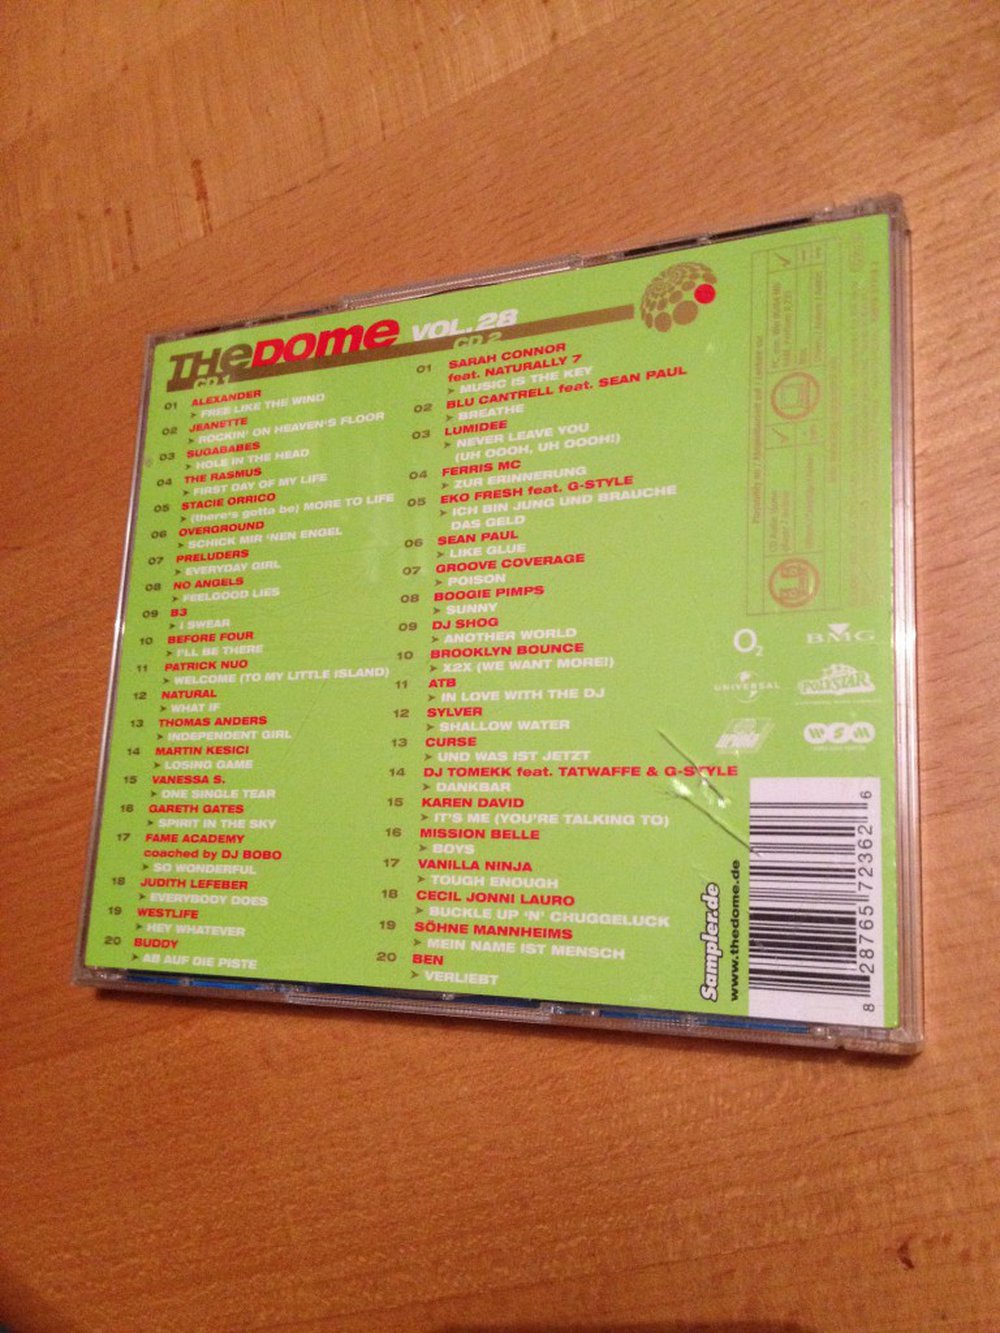 THE DOME VOL. 28
CD 1
01 ALEXANDER
➤ FREE LIKE THE WIND
02 JEANETTE
➤ ROCKIN' ON HEAVEN'S FLOOR
03 SUGABABES
➤ HOLE IN THE HEAD
04 THE RASMUS
➤ FIRST DAY OF MY LIFE
05 STACIE ORRICO
➤ (there's gotta be) MORE TO LIFE
06 OVERGROUND
➤ SCHICK MIR 'NEN ENGEL
07 PRELUDERS
➤ EVERYDAY GIRL
08 NO ANGELS
➤ FEELGOOD LIES
09 B3
➤ I SWEAR
10 BEFORE FOUR
➤ I'LL BE THERE
11 PATRICK NUO
➤ WELCOME (TO MY LITTLE ISLAND)
12 NATURAL
➤ WHAT IF
13 THOMAS ANDERS
➤ INDEPENDENT GIRL
14 MARTIN KESICI
➤ LOSING GAME
15 VANESSA S.
➤ ONE SINGLE TEAR
16 GARETH GATES
➤ SPIRIT IN THE SKY
17 FAME ACADEMY
coached by DJ BOBO
➤ SO WONDERFUL
18 JUDITH LEFEBER
➤ EVERYBODY DOES
19 WESTLIFE
➤ HEY WHATEVER
20 BUDDY
➤ AB AUF DIE PISTE
CD 2
01 SARAH CONNOR
feat. NATURALLY 7
➤ MUSIC IS THE KEY
02 BLU CANTRELL feat. SEAN PAUL
➤ BREATHE
03 LUMIDEE
➤ NEVER LEAVE YOU
(UH OOOH, UH OOOH!)
04 FERRIS MC
➤ ZUR ERINNERUNG
05 EKO FRESH feat. G-STYLE
➤ ICH BIN JUNG UND BRAUCHE
DAS GELD
06 SEAN PAUL
➤ LIKE GLUE
07 GROOVE COVERAGE
➤ POISON
08 BOOGIE PIMPS
➤ SUNNY
09 DJ SHOG
➤ ANOTHER WORLD
10 BROOKLYN BOUNCE
➤ X2X (WE WANT MORE!)
11 ATB
➤ IN LOVE WITH THE DJ
12 SYLVER
➤ SHALLOW WATER
13 CURSE
➤ UND WAS IST JETZT
14 DJ TOMEKK feat. TATWAFFE & G-STYLE
➤ DANKBAR
15 KAREN DAVID
➤ IT'S ME (YOU'RE TALKING TO)
16 MISSION BELLE
➤ BOYS
17 VANILLA NINJA
➤ TOUGH ENOUGH
18 CECIL JONNI LAURO
➤ BUCKLE UP 'N' CHUGGELUCK
19 SÖHNE MANNHEIMS
➤ MEIN NAME IST MENSCH
20 BEN
➤ VERLIEBT
O2
BMG
UNIVERSAL
POLYSTAR
WSM
Sampler.de
www.thedome.de
8 28765 72362 6